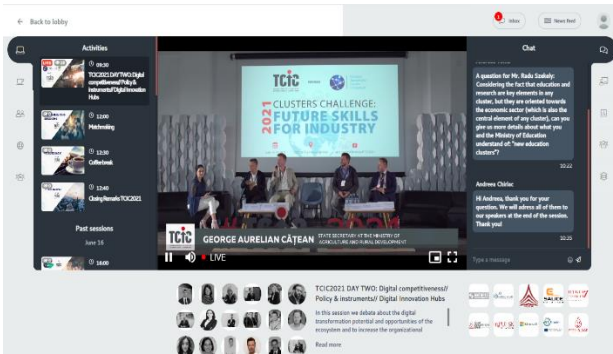 ← Back to lobby
1
Inbox
News feed
Activities
LIVE
09:30
TCIC2021 DAY TWO: Digital
competitiveness// Policy &
instruments// Digital Innovation
Hubs
12:00
Matchmaking
12:30
Coffee break
12:40
Closing Remarks TCIC2021
Past sessions
June 16
16:00
TCIC
2021
CLUSTERS CHALLENGE:
FUTURE SKILLS
FOR INDUSTRY
TCIC
GEORGE AURELIAN CĂȚEAN
STATE SECRETARY AT THE MINISTRY OF
AGRICULTURE AND RURAL DEVELOPMENT
LIVE
Chat
A question for Mr. Radu Szekely:
Considering the fact that education and
research are key elements in any
cluster, but they are oriented towards
the economic sector (which is also the
central element of any cluster), can you
give us more details about what you
and the Ministry of Education
understand of: "new education
clusters"?
10:22
Andreea Chiriac
Hi Andreea, thank you for your
question. We will adress all of them to
our speakers at the end of the session.
Thank you!
10:26
Type a message
TCIC2021 DAY TWO: Digital competitiveness//
Policy & instruments// Digital Innovation Hubs
In this session we debate about the digital
transformation potential and opportunities of the
ecosystem and to increase the organizational
Read more